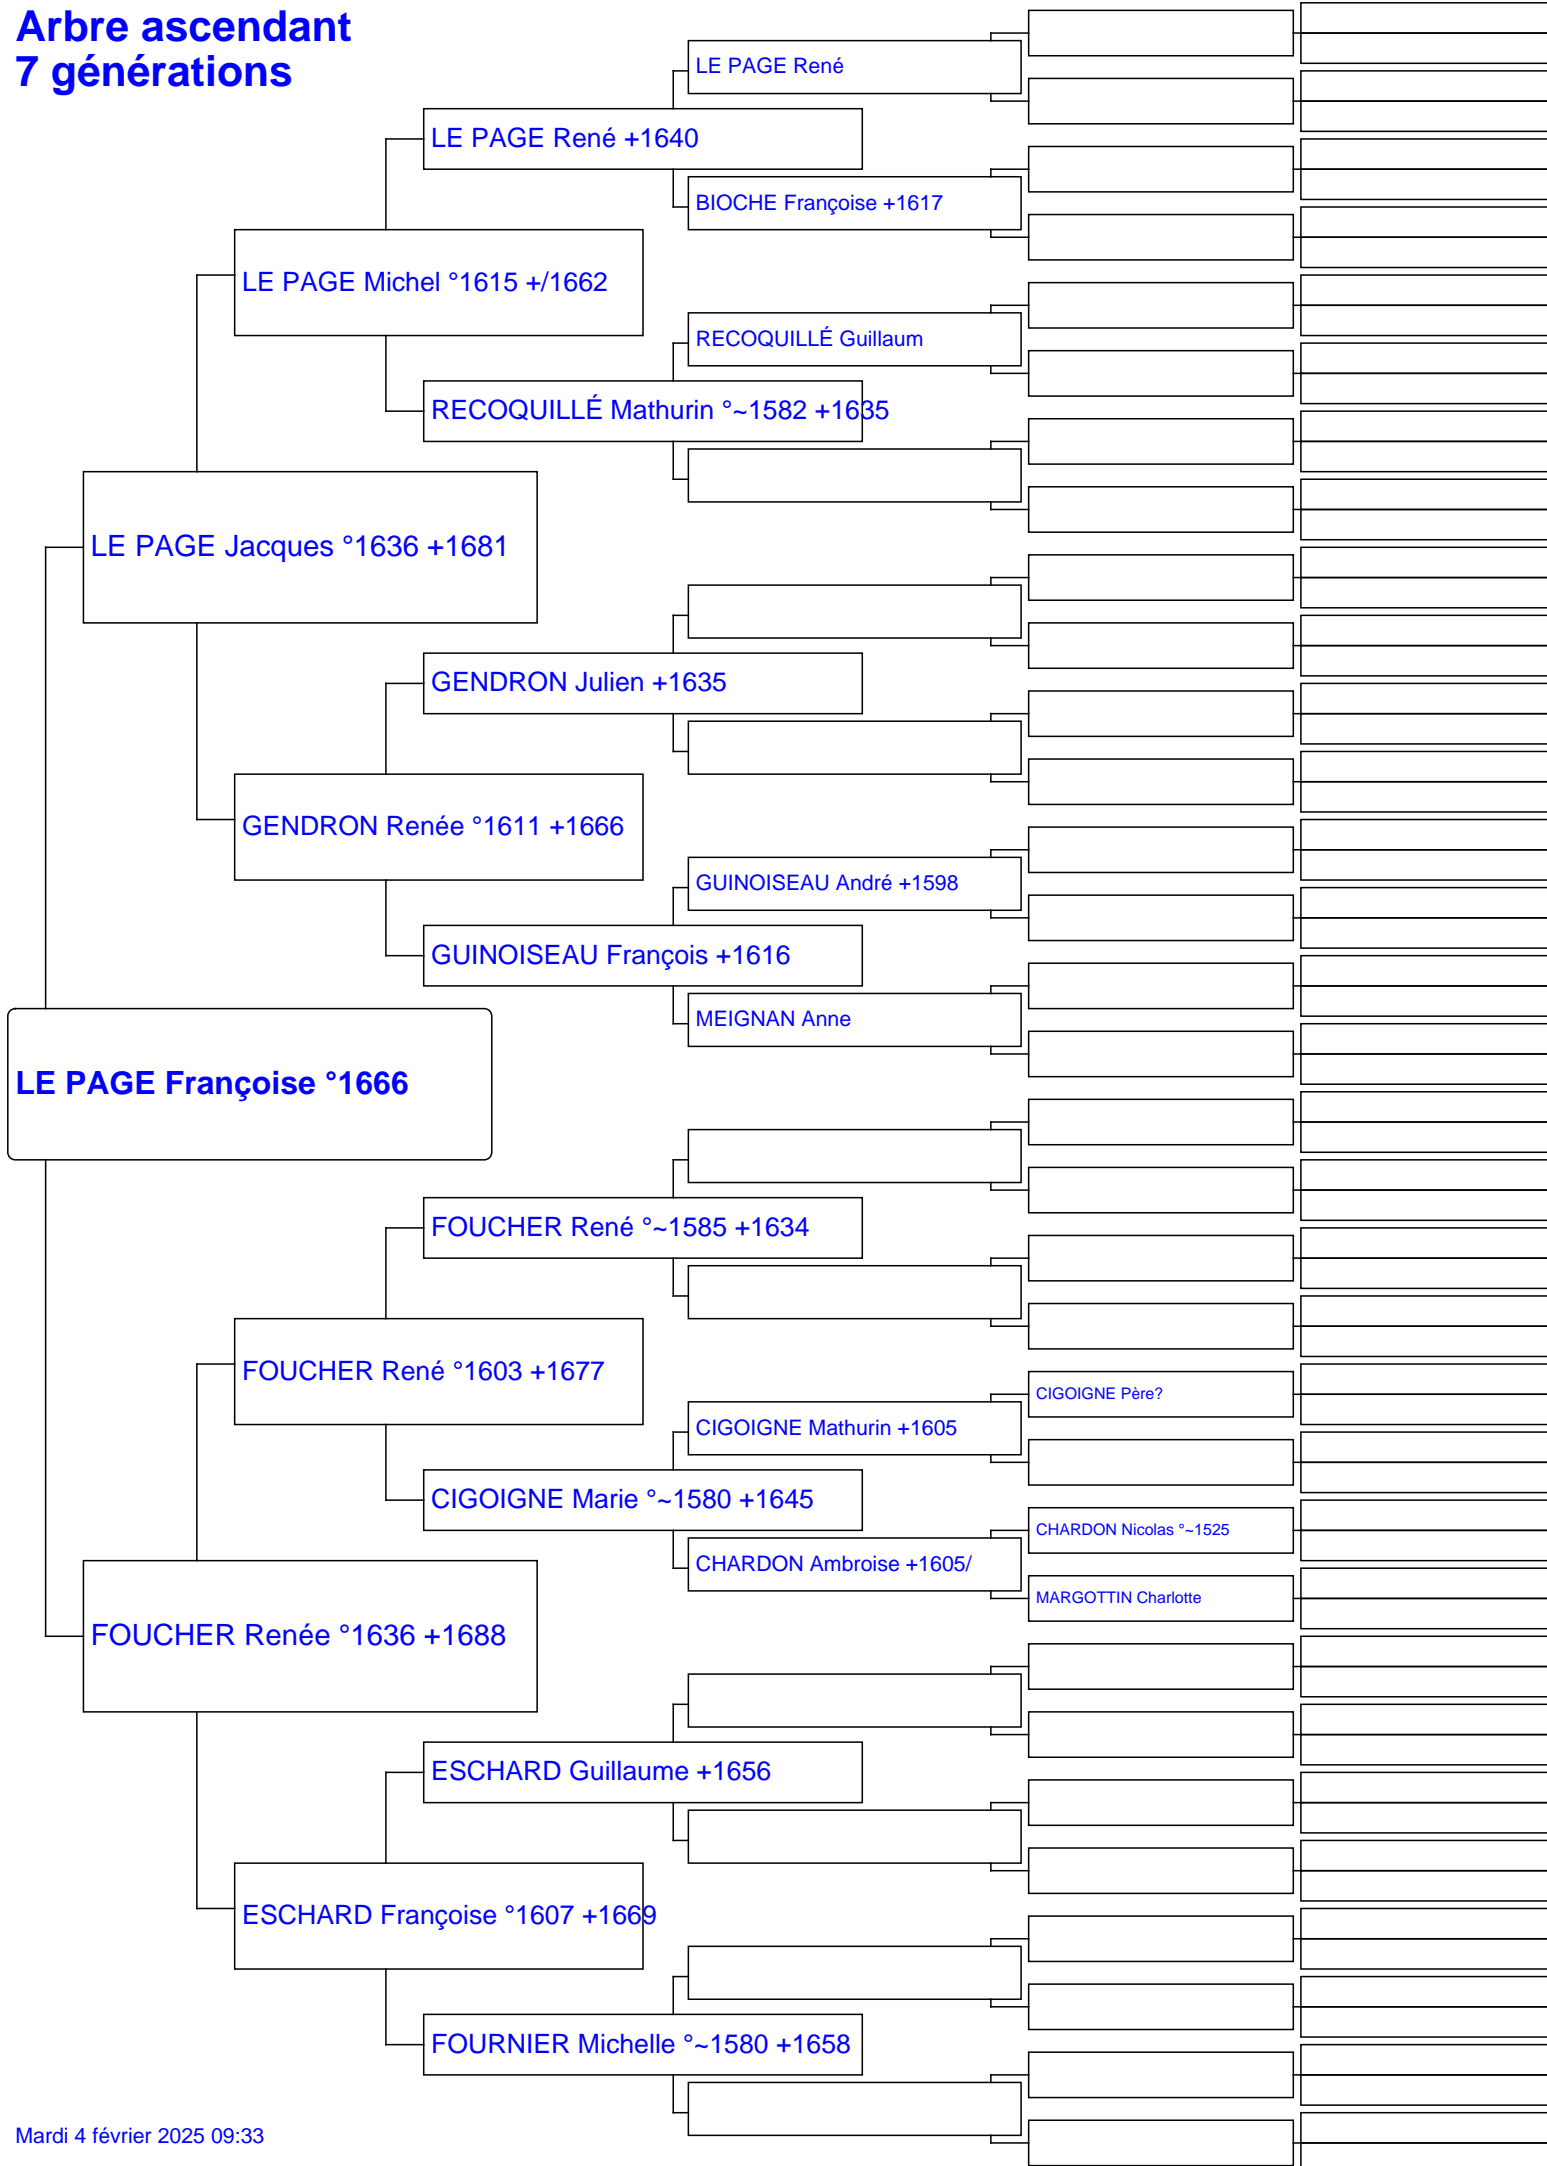 Arbre ascendant
7 générations
LE PAGE René
LE PAGE René +1640
BIOCHE Françoise +1617
LE PAGE Michel °1615 +/1662
RECOQUILLÉ Guillaum
RECOQUILLÉ Mathurin °~1582 +1635
LE PAGE Jacques °1636 +1681
GENDRON Julien +1635
GENDRON Renée °1611 +1666
GUINOISEAU André +1598
GUINOISEAU François +1616
MEIGNAN Anne
LE PAGE Françoise °1666
FOUCHER René °~1585 +1634
FOUCHER René °1603 +1677
CIGOIGNE Père?
CIGOIGNE Mathurin +1605
CIGOIGNE Marie °~1580 +1645
CHARDON Nicolas °~1525
CHARDON Ambroise +1605/
MARGOTTIN Charlotte
FOUCHER Renée °1636 +1688
ESCHARD Guillaume +1656
ESCHARD Françoise °1607 +1669
FOURNIER Michelle °~1580 +1658
Mardi 4 février 2025 09:33